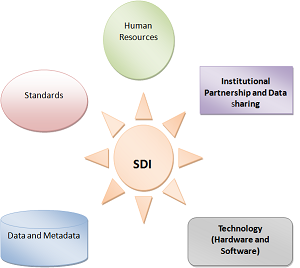 Human
Resources
Institutional
Partnership and Data
sharing
Standards
SDI
Data and Metadata
Technology
(Hardware and
Software)